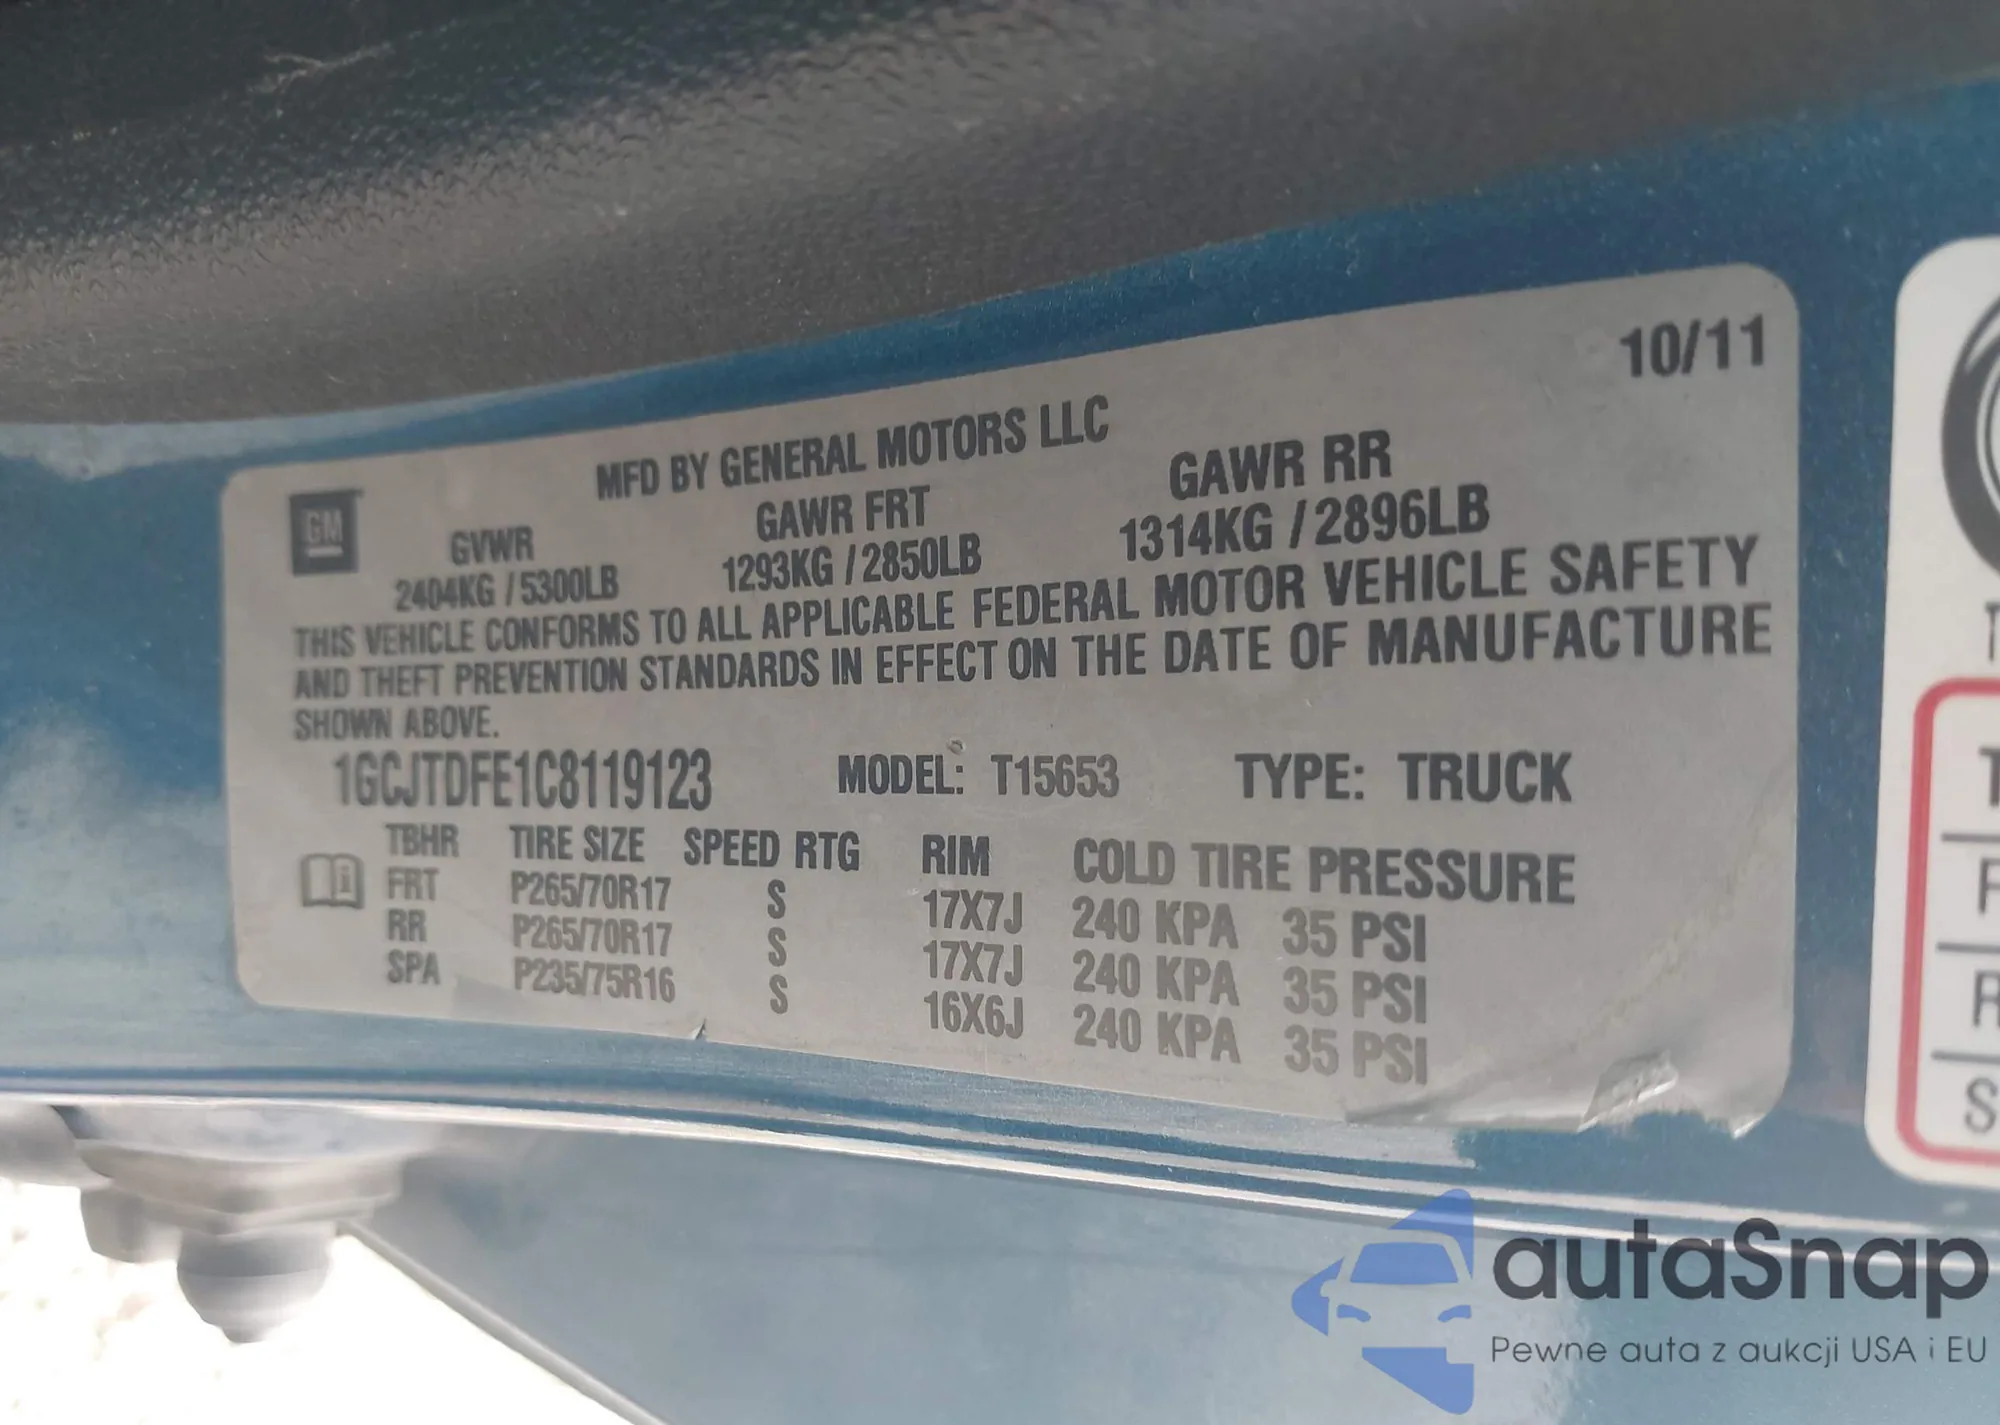 10/11
MFD BY GENERAL MOTORS LLC
GM
GVWR GAWR FRT GAWR RR
2404KG / 5300LB 1293KG / 2850LB 1314KG / 2896LB
THIS VEHICLE CONFORMS TO ALL APPLICABLE FEDERAL MOTOR VEHICLE SAFETY
AND THEFT PREVENTION STANDARDS IN EFFECT ON THE DATE OF MANUFACTURE
SHOWN ABOVE.
1GCJTDFE1C8119123 MODEL: T15653 TYPE: TRUCK
TBHR TIRE SIZE SPEED RTG RIM COLD TIRE PRESSURE
FRT P265/70R17 S 17X7J 240 KPA 35 PSI
RR P265/70R17 S 17X7J 240 KPA 35 PSI
SPA P235/75R16 S 16X6J 240 KPA 35 PSI
autaSnap
Pewne auta z aukcji USA i EU